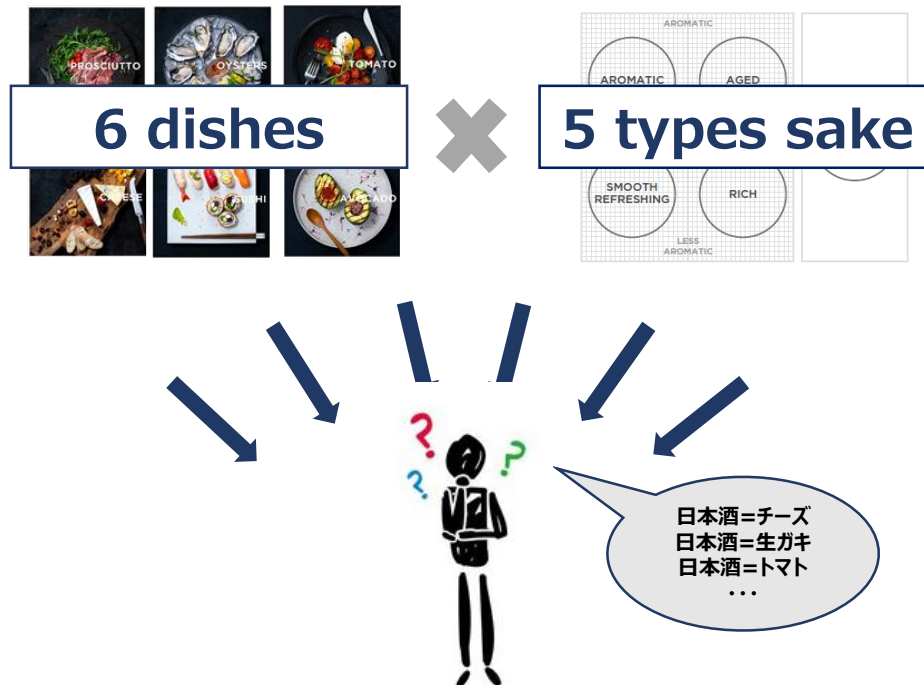 PROSCIUTTO
OYSTERS
TOMATO
6 dishes
CHEESE
SUSHI
AVOCADO
AROMATIC
AROMATIC
AGED
5 types sake
SMOOTH
REFRESHING
RICH
LESS
AROMATIC
?
?
?
日本酒=チーズ
日本酒=生ガキ
日本酒=トマト
・・・